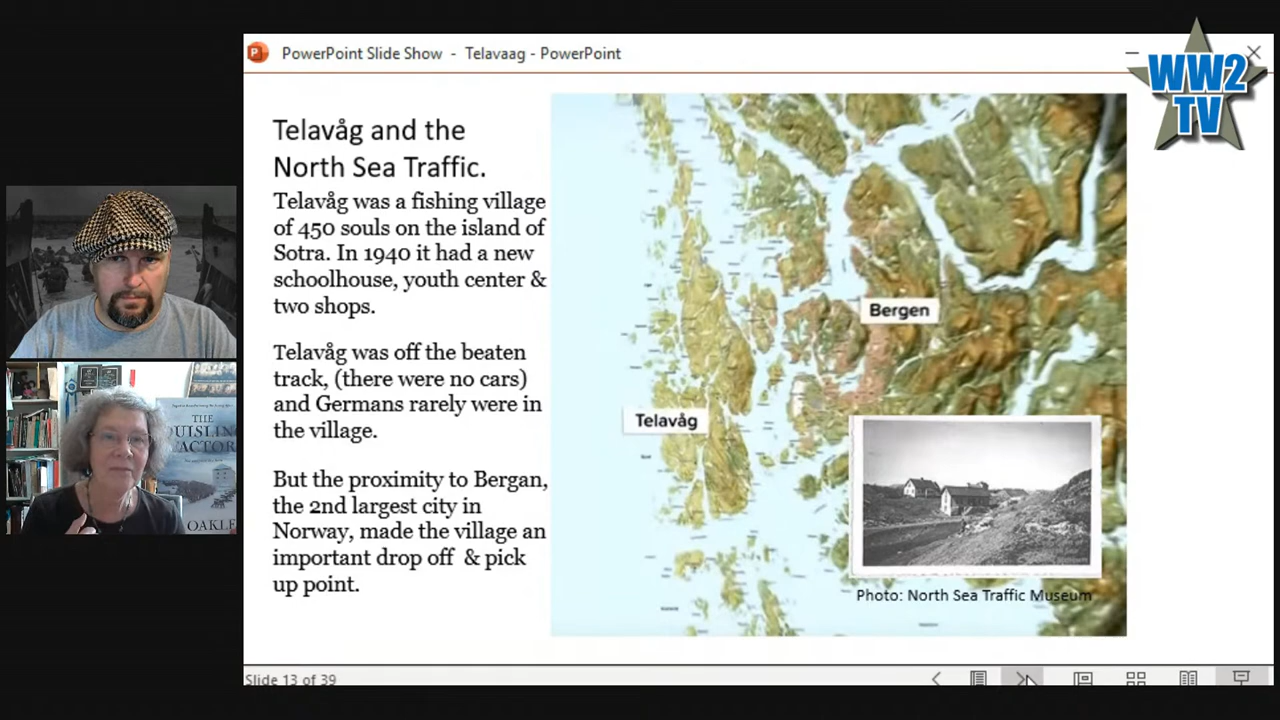 PowerPoint Slide Show - Telavaag - PowerPoint
WW2
TV
Telavåg and the
North Sea Traffic.
Telavåg was a fishing village
of 450 souls on the island of
Sotra. In 1940 it had a new
schoolhouse, youth center &
two shops.
Telavåg was off the beaten
track, (there were no cars)
and Germans rarely were in
the village.
But the proximity to Bergan,
the 2nd largest city in
Norway, made the village an
important drop off & pick
up point.
Bergen
Telavåg
Photo: North Sea Traffic Museum
THE
QUISLING
FACTOR
OAKLE
Slide 13 of 39